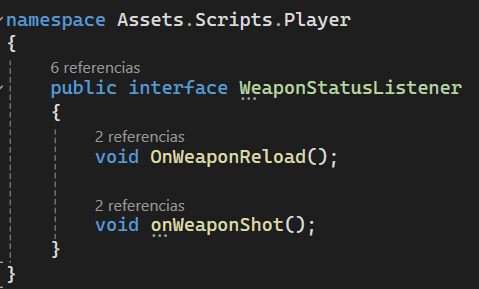 namespace Assets.Scripts.Player
{
6 referencias
public interface WeaponStatusListener
{
2 referencias
void OnWeaponReload();
2 referencias
void onWeaponShot();
}
}